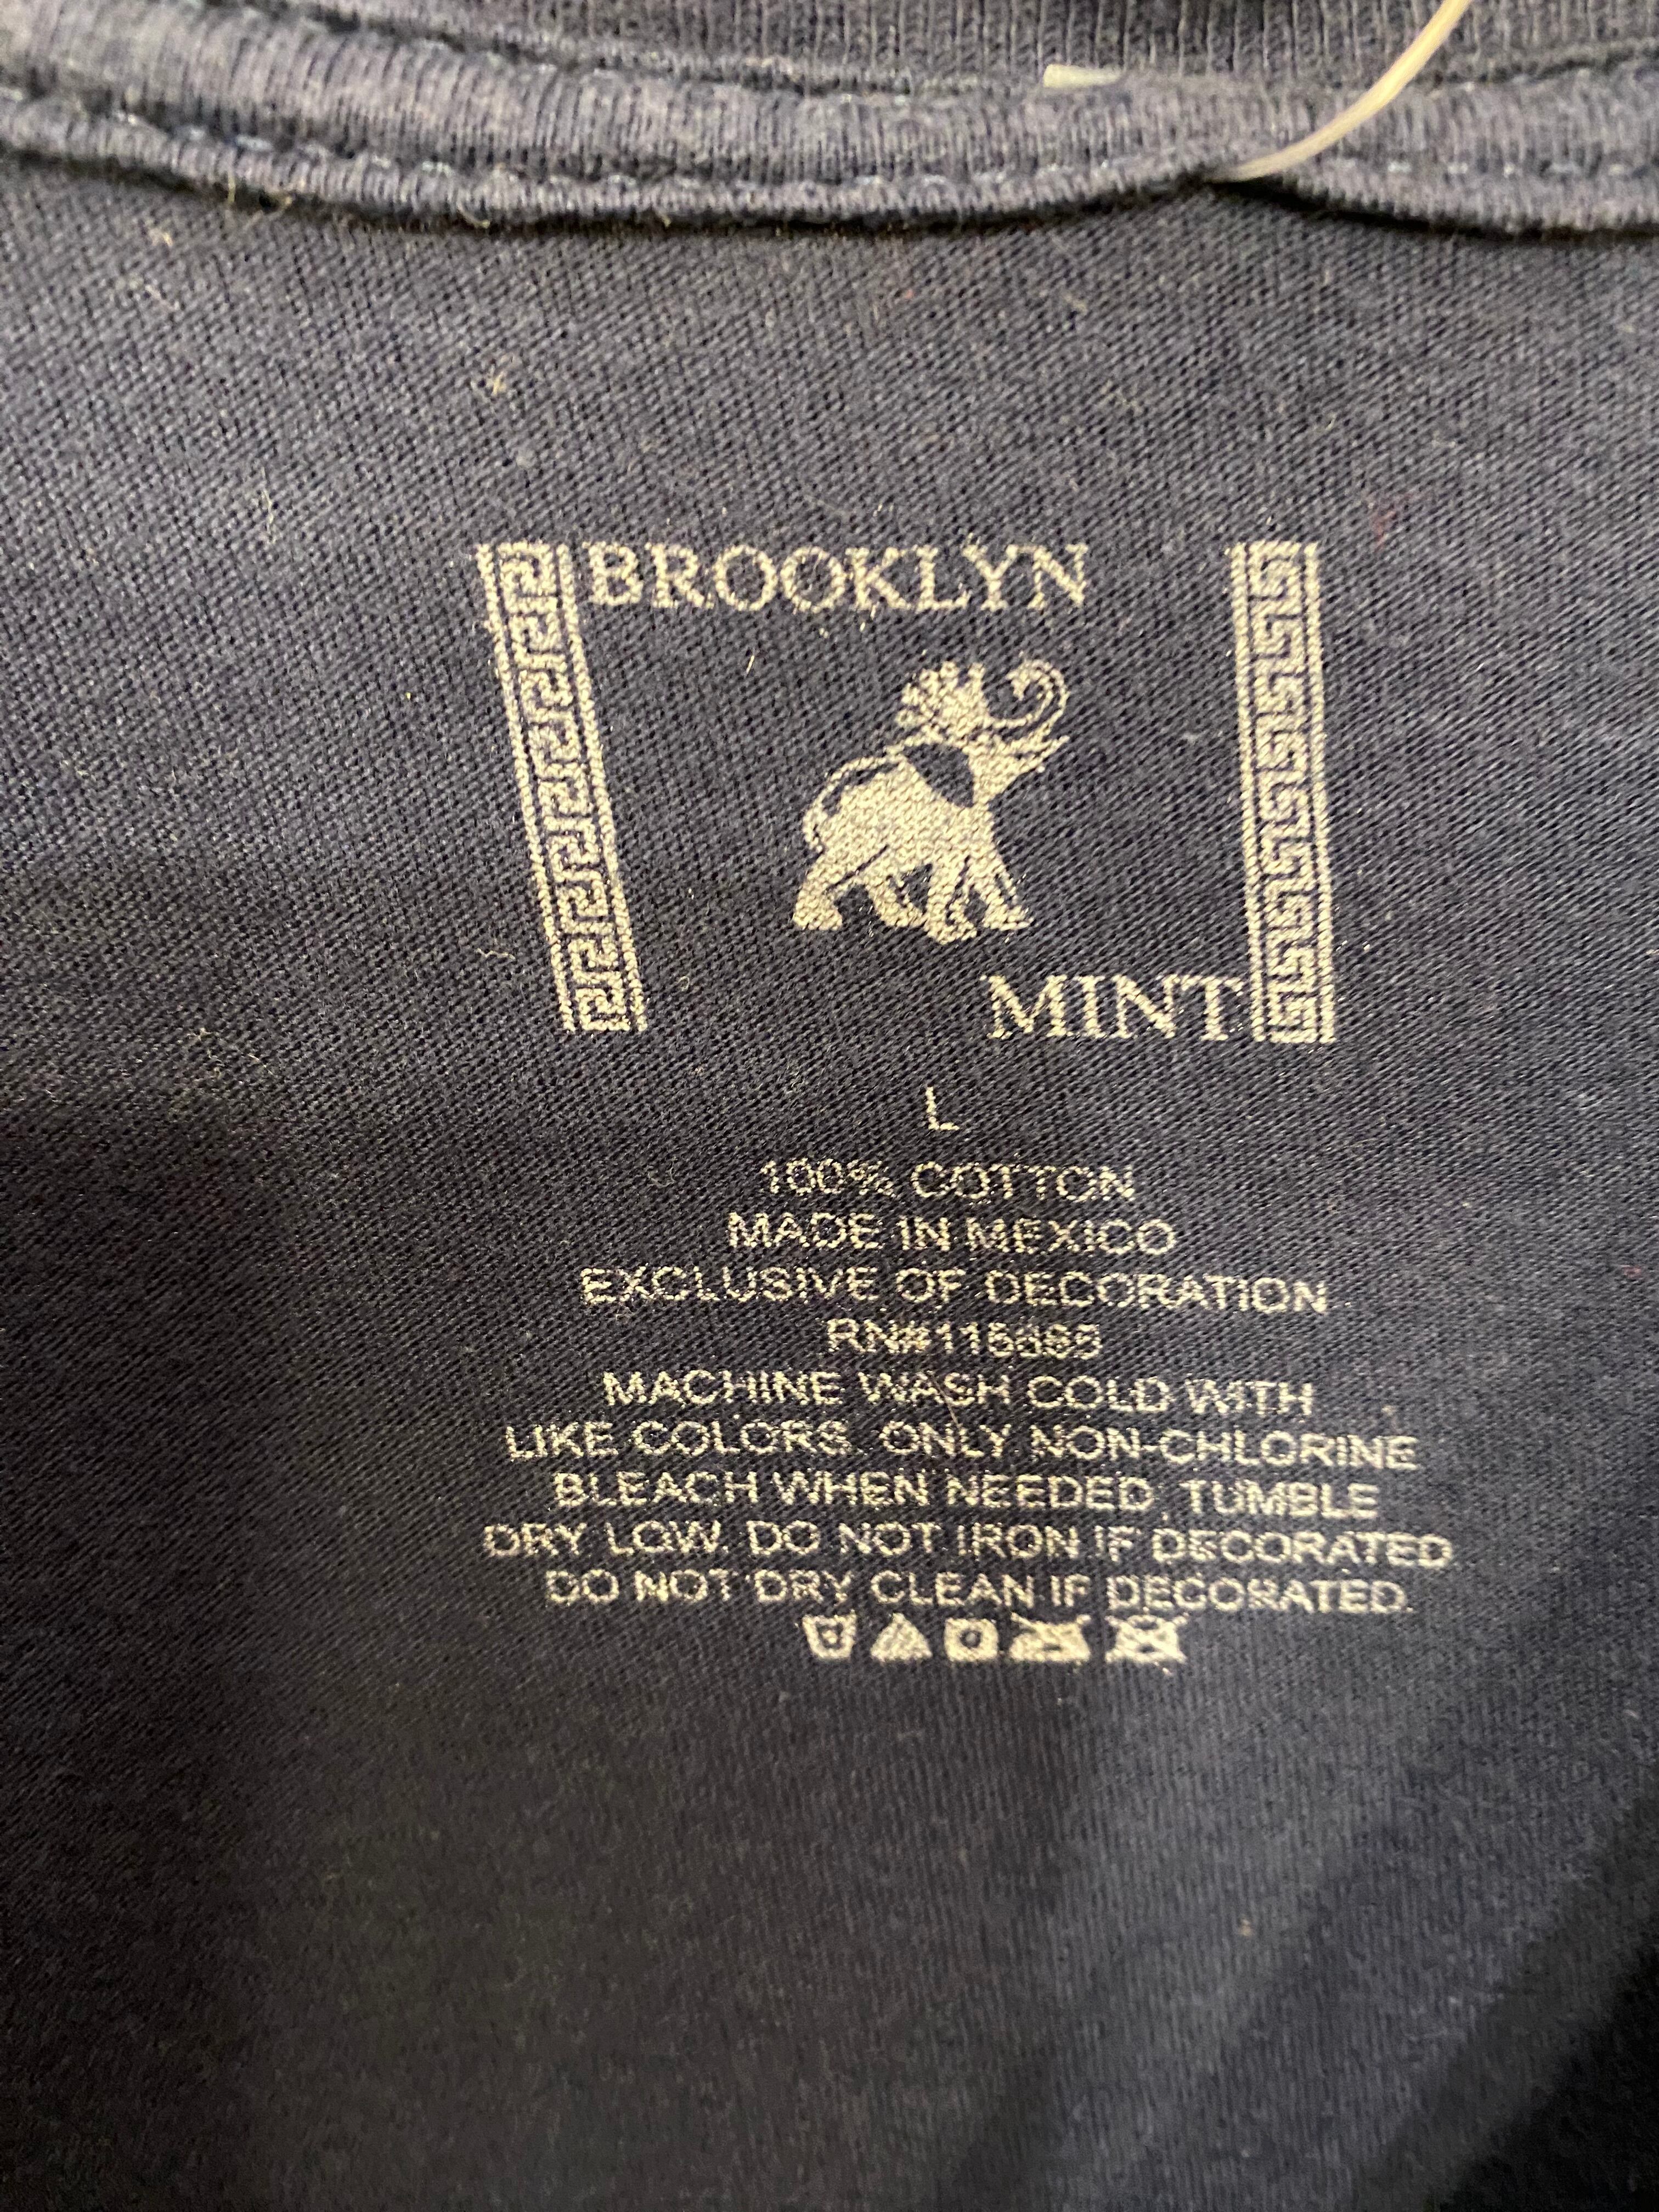 BROOKLYN
MINT
L
100% COTTON
MADE IN MEXICO
EXCLUSIVE OF DECORATION
MACHINE WASH COLD WITH
LIKE COLORS. ONLY NON-CHLORINE
BLEACH WHEN NEEDED, TUMBLE
DRY LOW. DO NOT IRON IF DECORATED
DO NOT DRY CLEAN IF DECORATED.